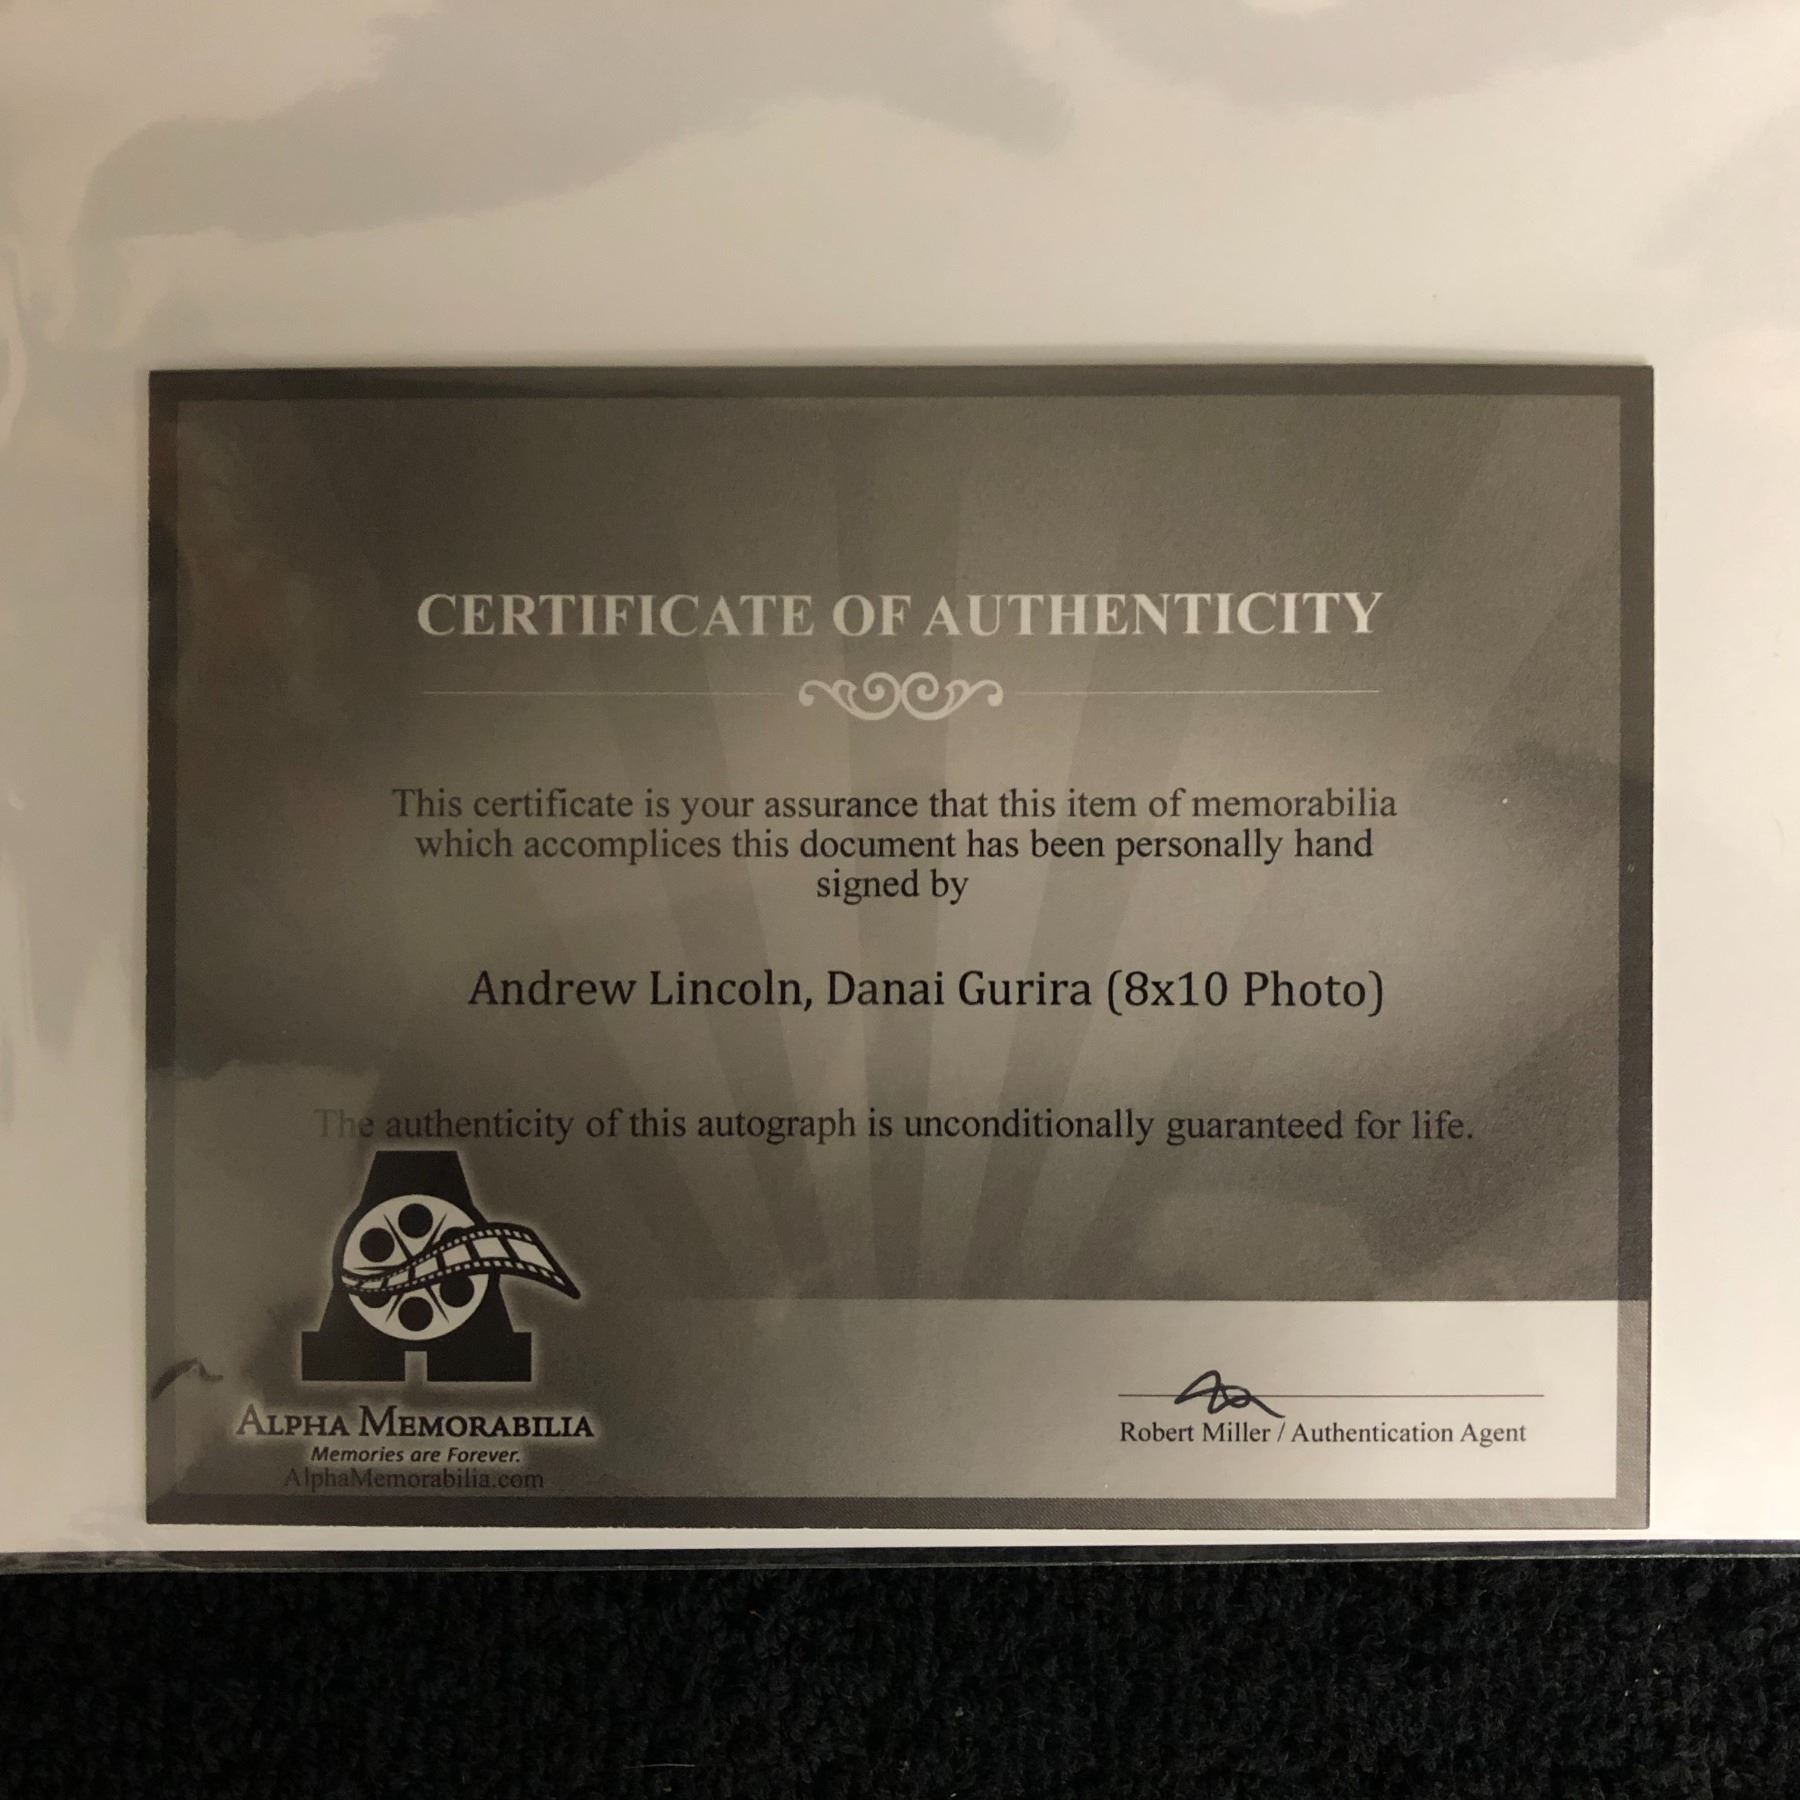 CERTIFICATE OF AUTHENTICITY
This certificate is your assurance that this item of memorabilia
which accomplices this document has been personally hand
signed by
Andrew Lincoln, Danai Gurira (8x10 Photo)
The authenticity of this autograph is unconditionally guaranteed for life.
ALPHA MEMORABILIA
Memories are Forever.
AlphaMemorabilia.com
Robert Miller / Authentication Agent